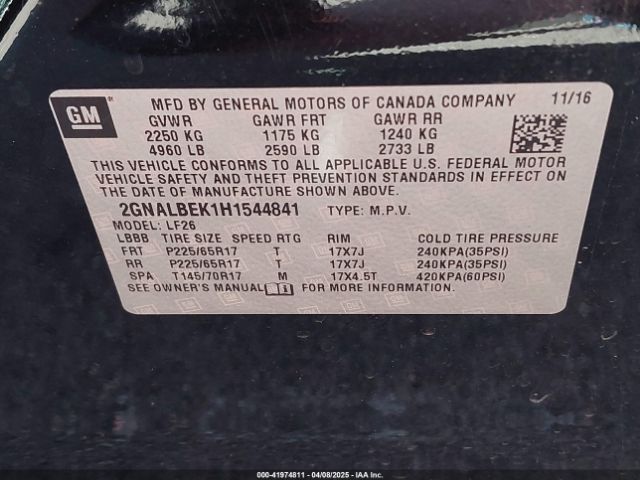 GM
MFD BY GENERAL MOTORS OF CANADA COMPANY 11/16
GVWR GAWR FRT GAWR RR
2250 KG 1175 KG 1240 KG
4960 LB 2590 LB 2733 LB
THIS VEHICLE CONFORMS TO ALL APPLICABLE U.S. FEDERAL MOTOR
VEHICLE SAFETY AND THEFT PREVENTION STANDARDS IN EFFECT ON
THE DATE OF MANUFACTURE SHOWN ABOVE.
2GNALBEK1H1544841 TYPE: M.P.V.
MODEL: LF26
LBBB TIRE SIZE SPEED RTG RIM COLD TIRE PRESSURE
FRT P225/65R17 T 17X7J 240KPA(35PSI)
RR P225/65R17 T 17X7J 240KPA(35PSI)
SPA T145/70R17 M 17X4.5T 420KPA(60PSI)
SEE OWNER'S MANUAL FOR MORE INFORMATION.
000-41974811 - 04/08/2025 - IAA Inc.